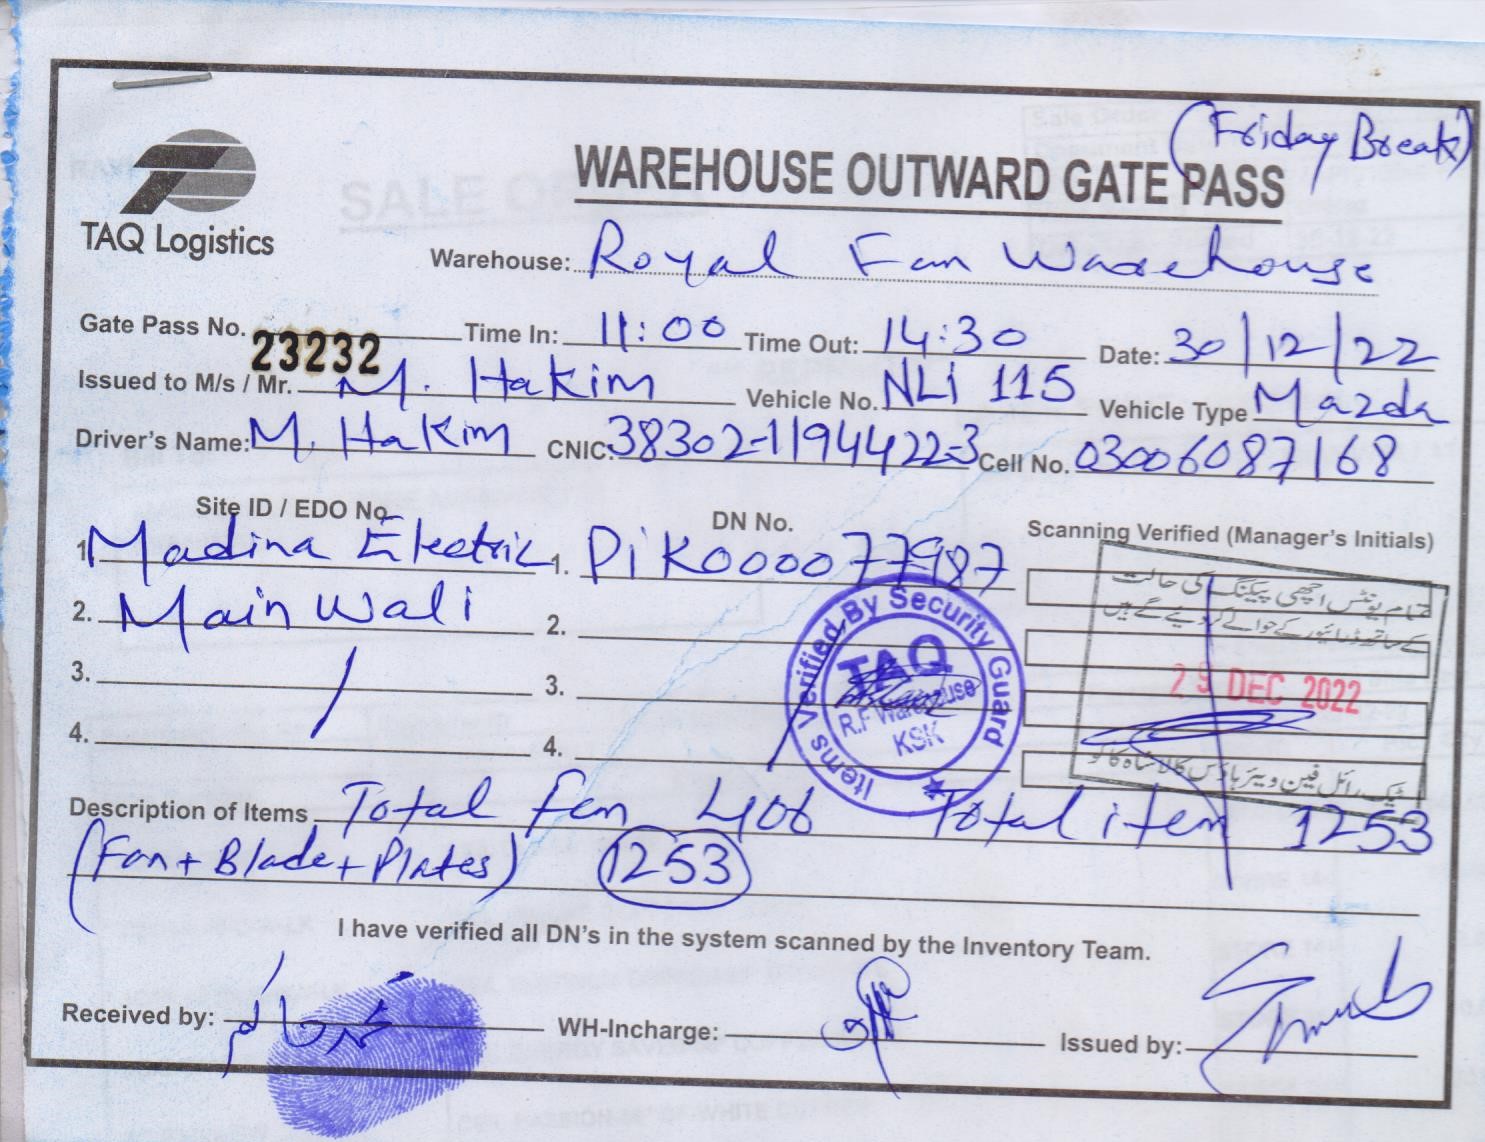 (Friday Break)
TAQ Logistics
WAREHOUSE OUTWARD GATE PASS
Warehouse: Royal Fan Warehouse
Gate Pass No. 23232 Time In: 11:00 Time Out: 14:30 Date: 30/12/22
Issued to M/s / Mr. M. Hakim Vehicle No. NLi 115 Vehicle Type Mazda
Driver's Name: M. Hakim CNIC: 38302-1194422-3 Cell No. 03006087168
Site ID / EDO No. DN No. Scanning Verified (Manager's Initials)
1. Madina Electric 1. PiK000077987
2. Main wali 2.
3. 3.
4. 4.
تمام یونٹس اچھی پیکنگ کی حالت
کے ساتھ ڈرائیور کے حوالے کر دیے گئے ہیں
29 DEC 2022
ٹیک رائل فین ویئر ہاؤس کالا شاہ کاکو
Items Verified By Security Guard
TAQ
R.F Warehouse
KSK
Description of Items Total fan 406 Total item 1253
(Fan + Blade + Plates) 1253
I have verified all DN's in the system scanned by the Inventory Team.
Received by: WH-Incharge: Issued by: